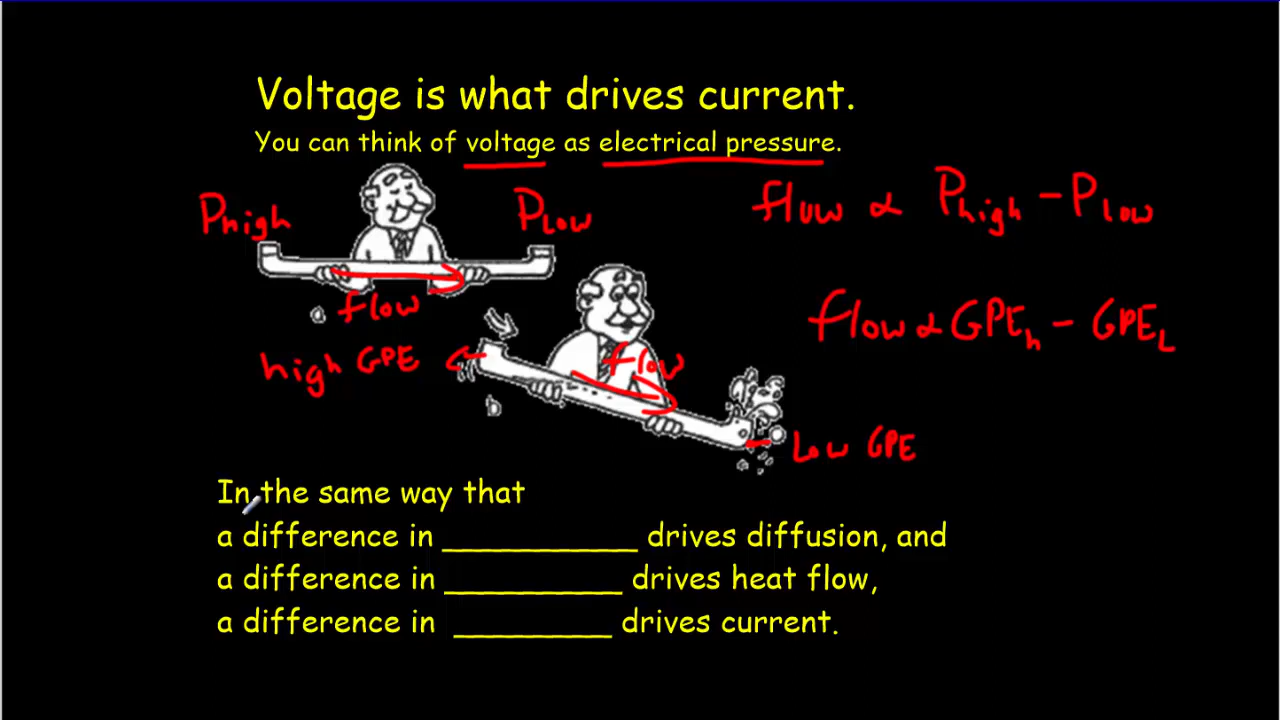 Voltage is what drives current.
You can think of voltage as electrical pressure.
Phigh
PLow
flow ∝ Phigh - PLow
a
flow
flow ∝ GPEh - GPEL
high GPE
flow
b
Low GPE
In the same way that
a difference in __________ drives diffusion, and
a difference in _________ drives heat flow,
a difference in ________ drives current.